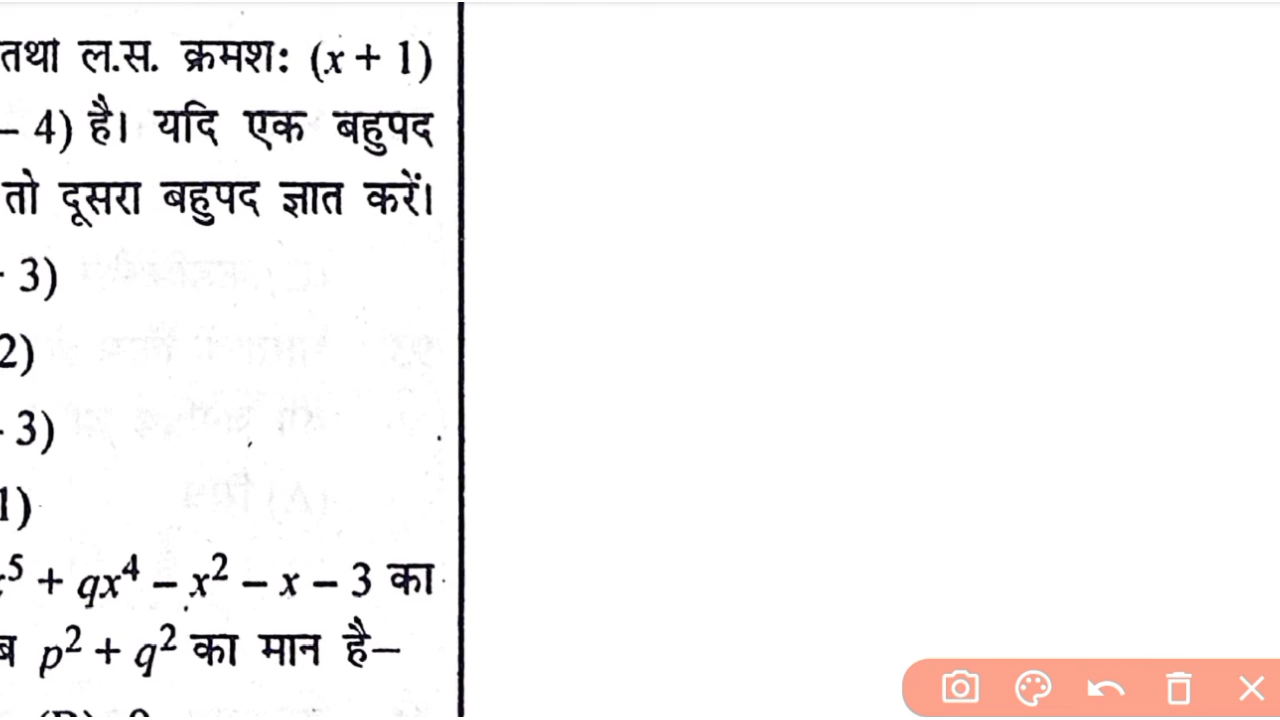 तथा ल.स. क्रमशः (x + 1)
– 4) है। यदि एक बहुपद
तो दूसरा बहुपद ज्ञात करें।
3)
2)
3)
1)
5 + qx⁴ – x² – x – 3 का
p² + q² का मान है–